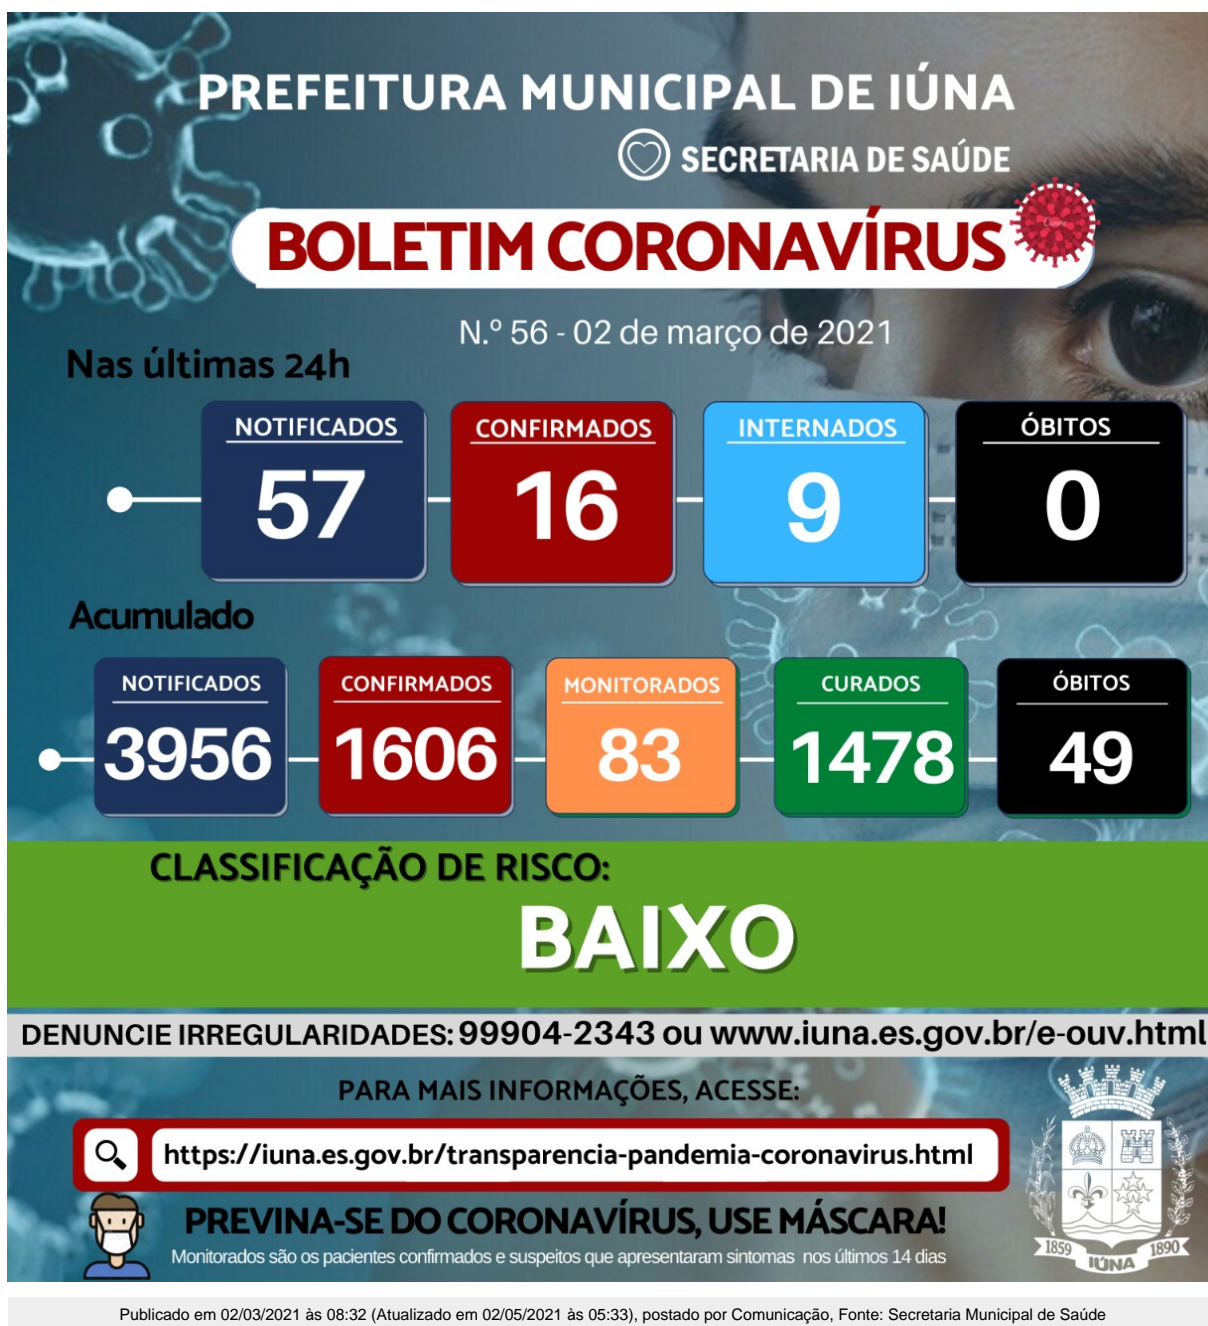 PREFEITURA MUNICIPAL DE IÚNA
SECRETARIA DE SAÚDE
BOLETIM CORONAVÍRUS
Canva
N.º 56 - 02 de março de 2021
Nas últimas 24h
NOTIFICADOS
57
CONFIRMADOS
16
INTERNADOS
9
ÓBITOS
0
Acumulado
NOTIFICADOS
3956
CONFIRMADOS
1606
MONITORADOS
83
CURADOS
1478
ÓBITOS
49
CLASSIFICAÇÃO DE RISCO:
BAIXO
DENUNCIE IRREGULARIDADES: 99904-2343 ou www.iuna.es.gov.br/e-ouv.html
PARA MAIS INFORMAÇÕES, ACESSE:
https://iuna.es.gov.br/transparencia-pandemia-coronavirus.html
PREVINA-SE DO CORONAVÍRUS, USE MÁSCARA!
Monitorados são os pacientes confirmados e suspeitos que apresentaram sintomas nos últimos 14 dias
1859 IÚNA 1890
Publicado em 02/03/2021 às 08:32 (Atualizado em 02/05/2021 às 05:33), postado por Comunicação, Fonte: Secretaria Municipal de Saúde